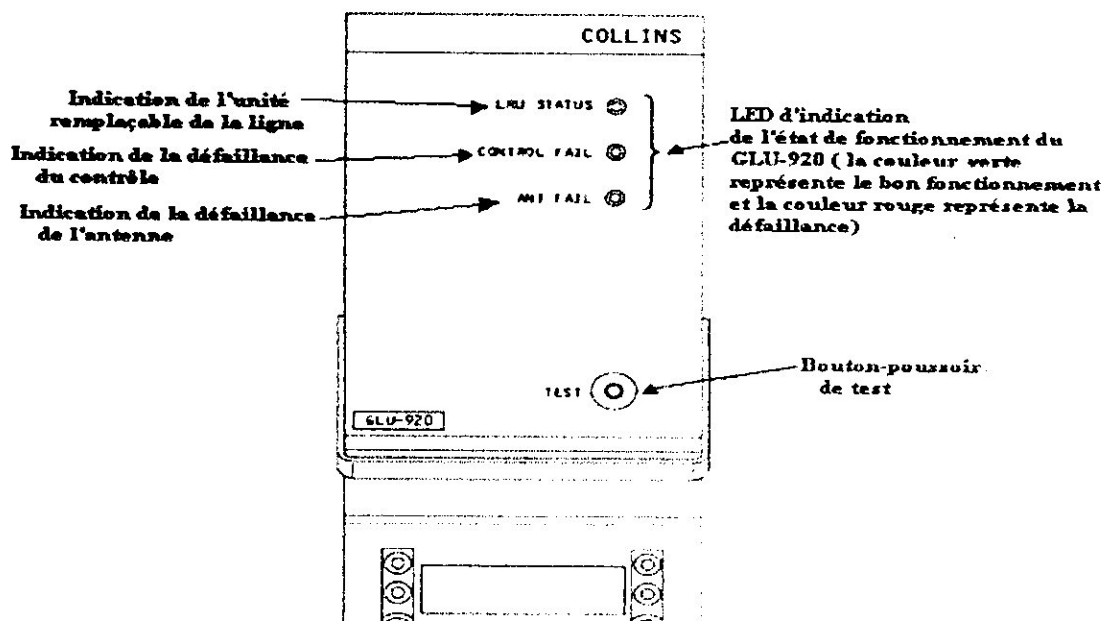 COLLINS
Indication de l'unité
remplaçable de la ligne
LRU STATUS
Indication de la défaillance
du contrôle
CONTROL FAIL
Indication de la défaillance
de l'antenne
ANT FAIL
LED d'indication
de l'état de fonctionnement du
GLU-920 ( la couleur verte
représente le bon fonctionnement
et la couleur rouge représente la
défaillance)
TEST
Bouton-poussoir
de test
GLU-920